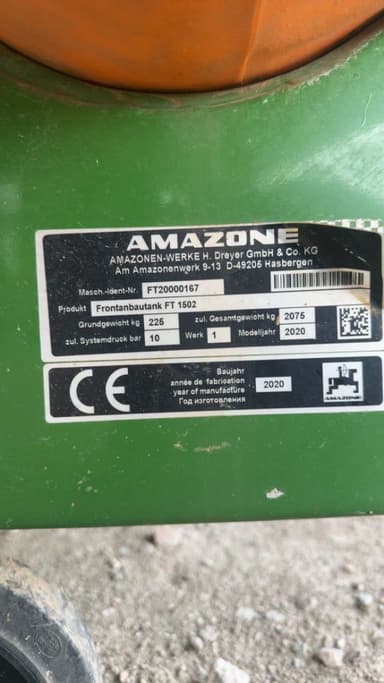 AMAZONE
AMAZONEN-WERKE H. Dreyer GmbH & Co. KG
Am Amazonenwerk 9-13 D-49205 Hasbergen
Masch.-Ident-Nr. FT20000167
Produkt Frontanbautank FT 1502
Grundgewicht kg 225 zul. Gesamtgewicht kg 2075
zul. Systemdruck bar 10 Werk 1 Modelljahr 2020
CE
Baujahr
année de fabrication
year of manufacture
Год изготовления
2020
AMAZONE